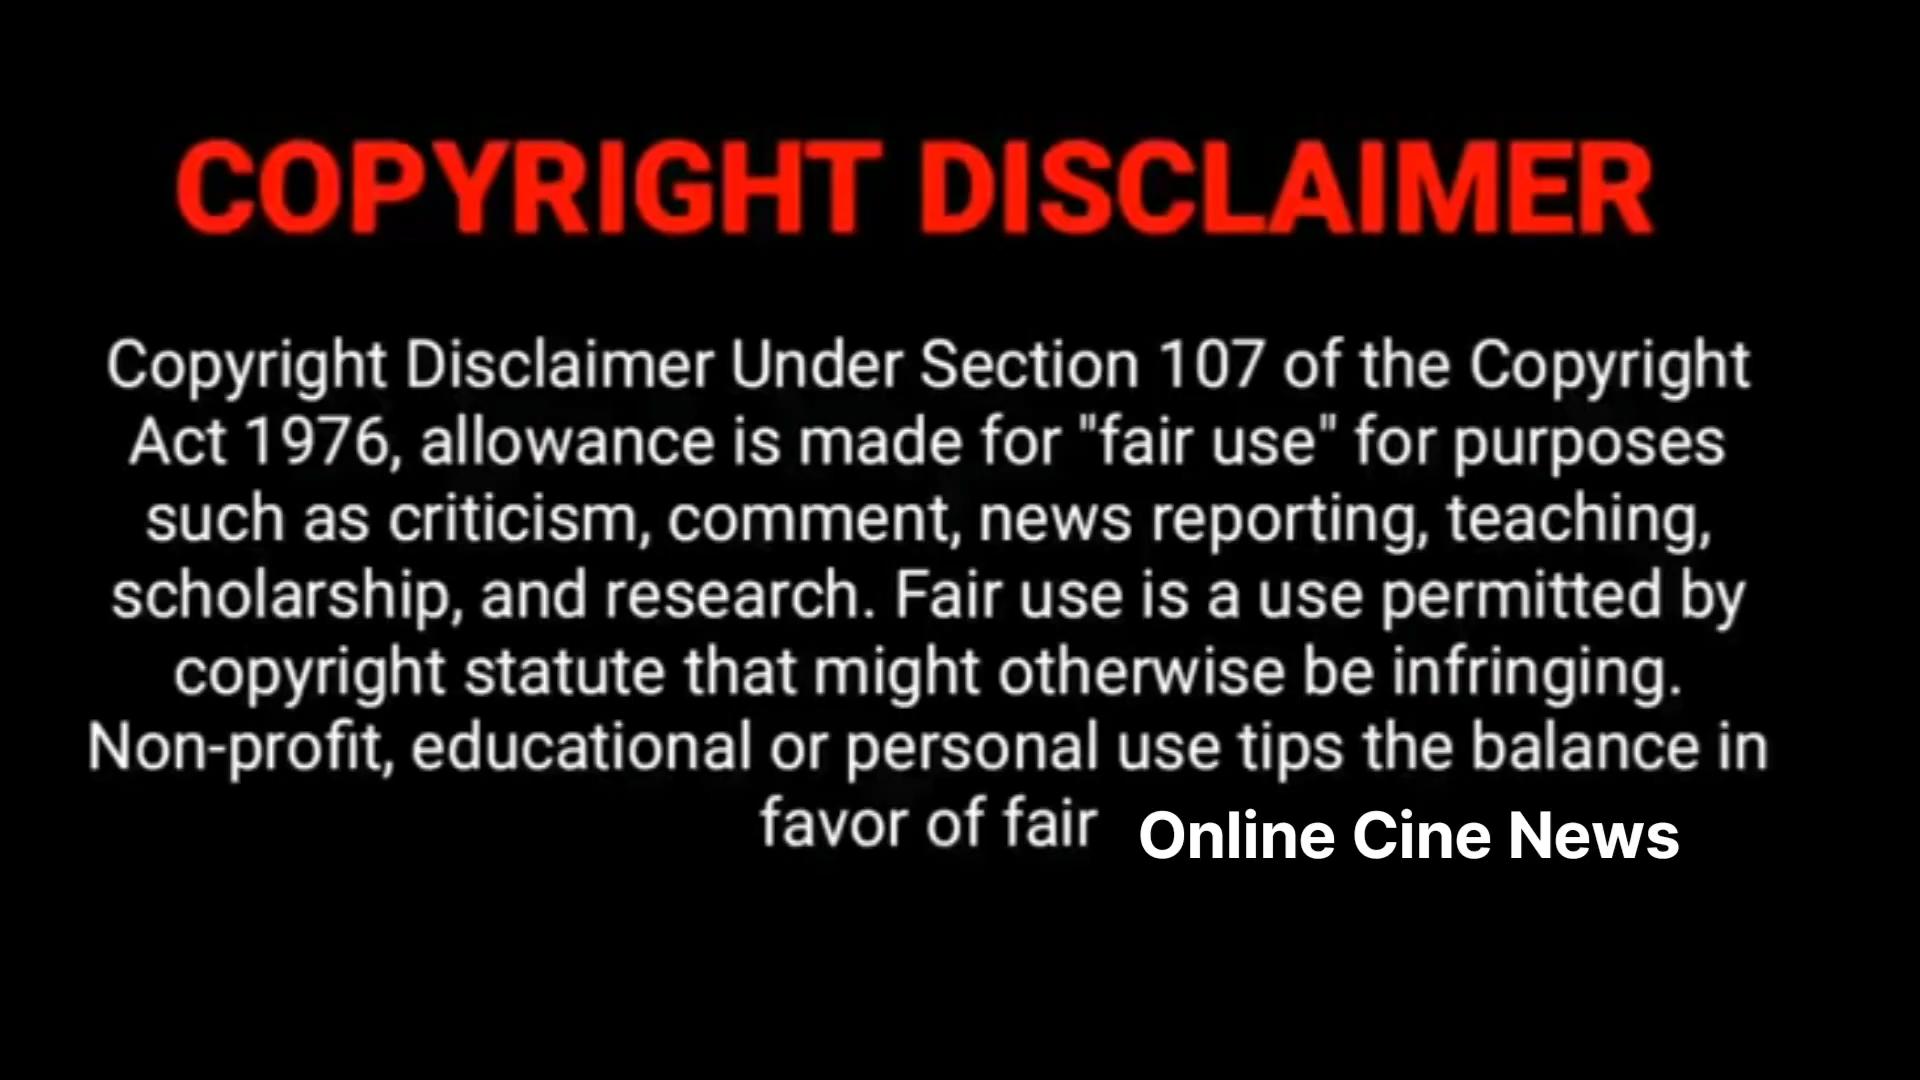 COPYRIGHT DISCLAIMER
Copyright Disclaimer Under Section 107 of the Copyright
Act 1976, allowance is made for "fair use" for purposes
such as criticism, comment, news reporting, teaching,
scholarship, and research. Fair use is a use permitted by
copyright statute that might otherwise be infringing.
Non-profit, educational or personal use tips the balance in
favor of fair
Online Cine News